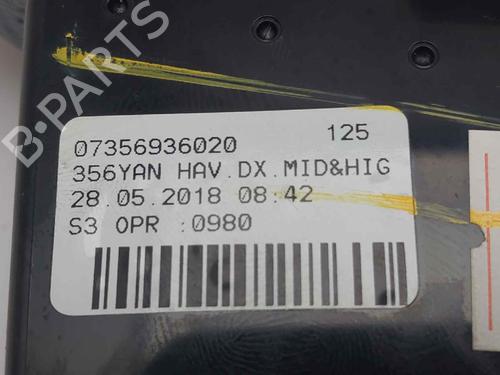 07356936020 125
356YAN HAV.DX.MID&HIG
28.05.2018 08:42
S3 OPR :0980
B-PARTS